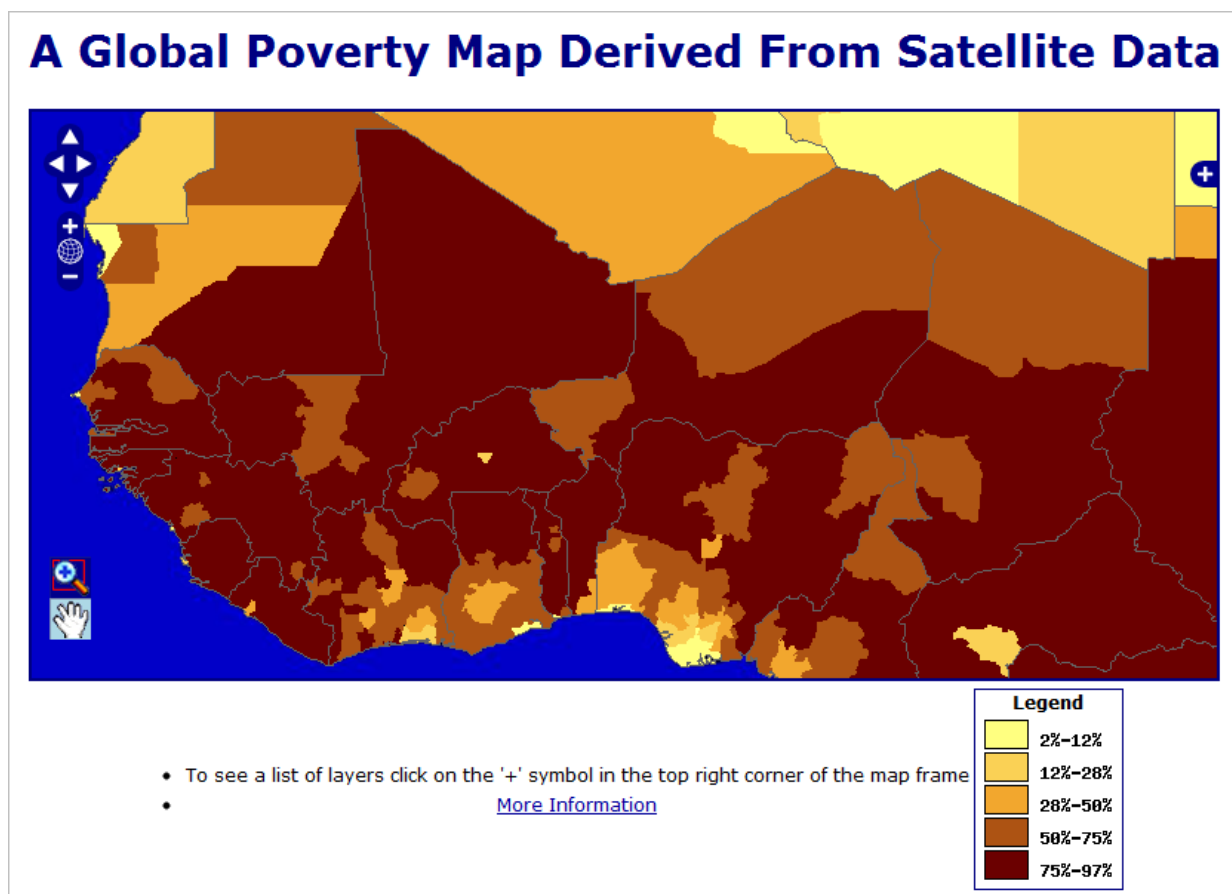 A Global Poverty Map Derived From Satellite Data
Legend
2%-12%
12%-28%
28%-50%
50%-75%
75%-97%
• To see a list of layers click on the '+' symbol in the top right corner of the map frame
• More Information